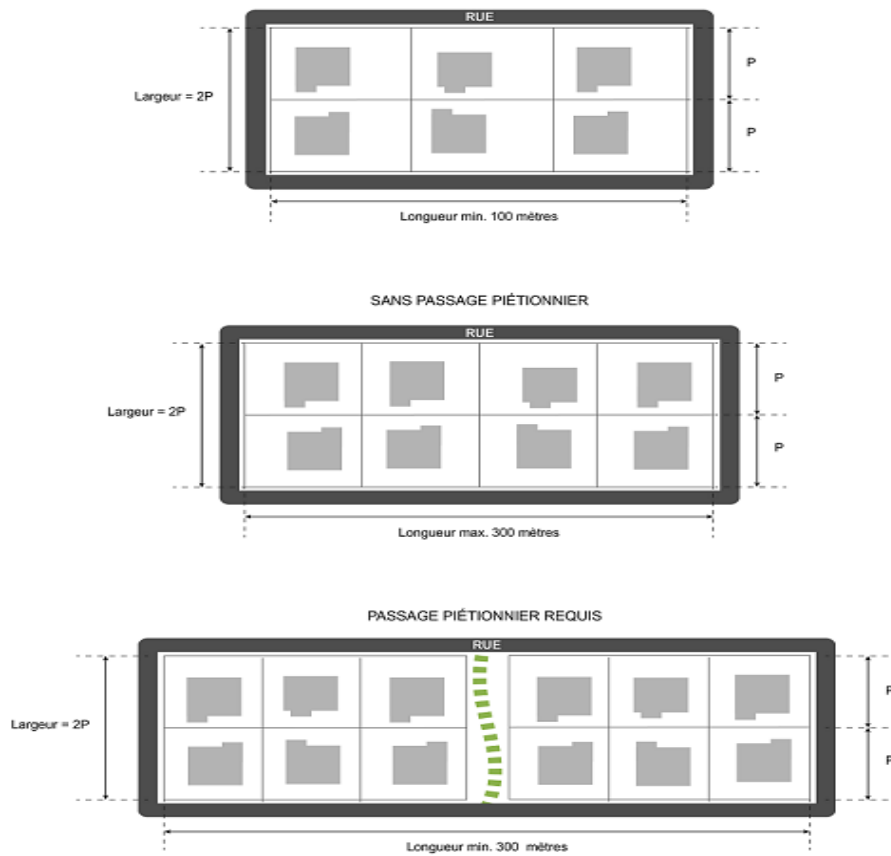 RUE
Largeur = 2P
P
P
Longueur min. 100 mètres
SANS PASSAGE PIÉTIONNIER
RUE
Largeur = 2P
P
P
Longueur max. 300 mètres
PASSAGE PIÉTIONNIER REQUIS
RUE
Largeur = 2P
P
P
Longueur min. 300 mètres